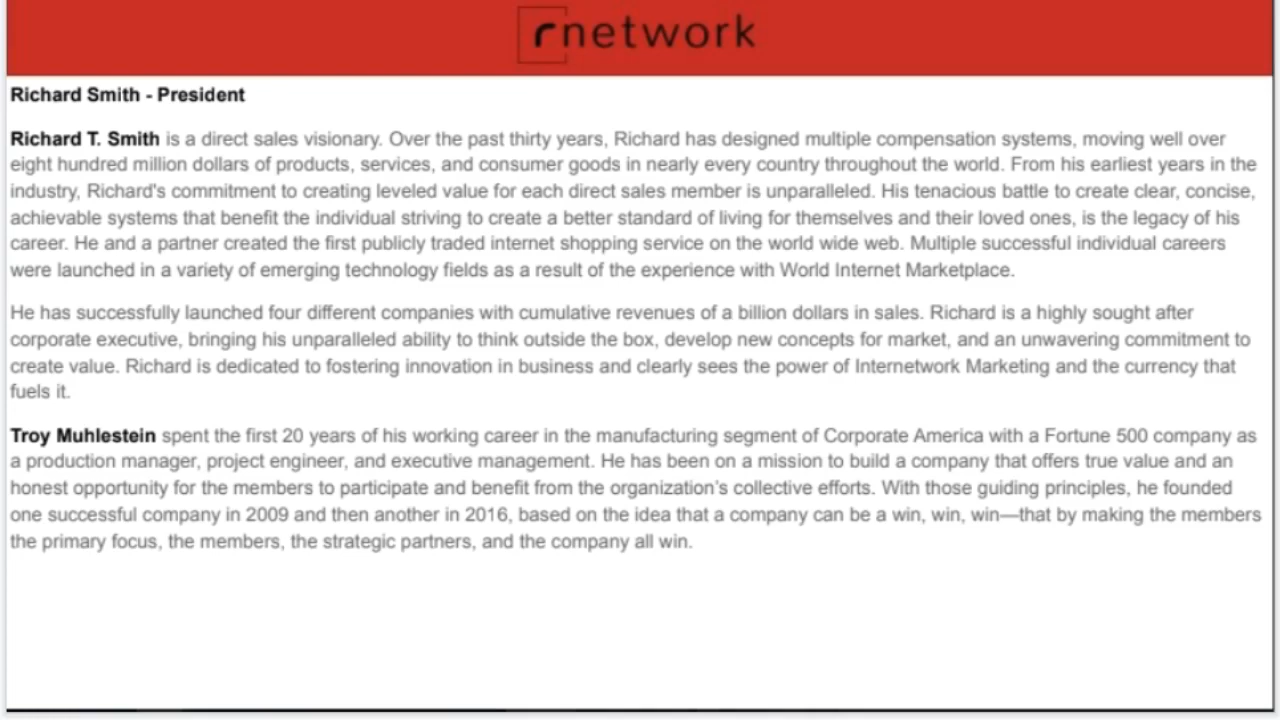 rnetwork
Richard Smith - President
Richard T. Smith is a direct sales visionary. Over the past thirty years, Richard has designed multiple compensation systems, moving well over
eight hundred million dollars of products, services, and consumer goods in nearly every country throughout the world. From his earliest years in the
industry, Richard's commitment to creating leveled value for each direct sales member is unparalleled. His tenacious battle to create clear, concise,
achievable systems that benefit the individual striving to create a better standard of living for themselves and their loved ones, is the legacy of his
career. He and a partner created the first publicly traded internet shopping service on the world wide web. Multiple successful individual careers
were launched in a variety of emerging technology fields as a result of the experience with World Internet Marketplace.
He has successfully launched four different companies with cumulative revenues of a billion dollars in sales. Richard is a highly sought after
corporate executive, bringing his unparalleled ability to think outside the box, develop new concepts for market, and an unwavering commitment to
create value. Richard is dedicated to fostering innovation in business and clearly sees the power of Internetwork Marketing and the currency that
fuels it.
Troy Muhlestein spent the first 20 years of his working career in the manufacturing segment of Corporate America with a Fortune 500 company as
a production manager, project engineer, and executive management. He has been on a mission to build a company that offers true value and an
honest opportunity for the members to participate and benefit from the organization's collective efforts. With those guiding principles, he founded
one successful company in 2009 and then another in 2016, based on the idea that a company can be a win, win, win—that by making the members
the primary focus, the members, the strategic partners, and the company all win.